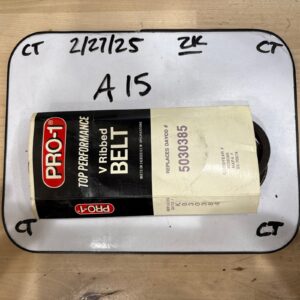 CT 2/27/25 ZK CT
A 15
PRO-1®
TOP PERFORMANCE
V Ribbed
BELT
PRO-1®
REPLACES DAYCO #
5030385
CT
CT